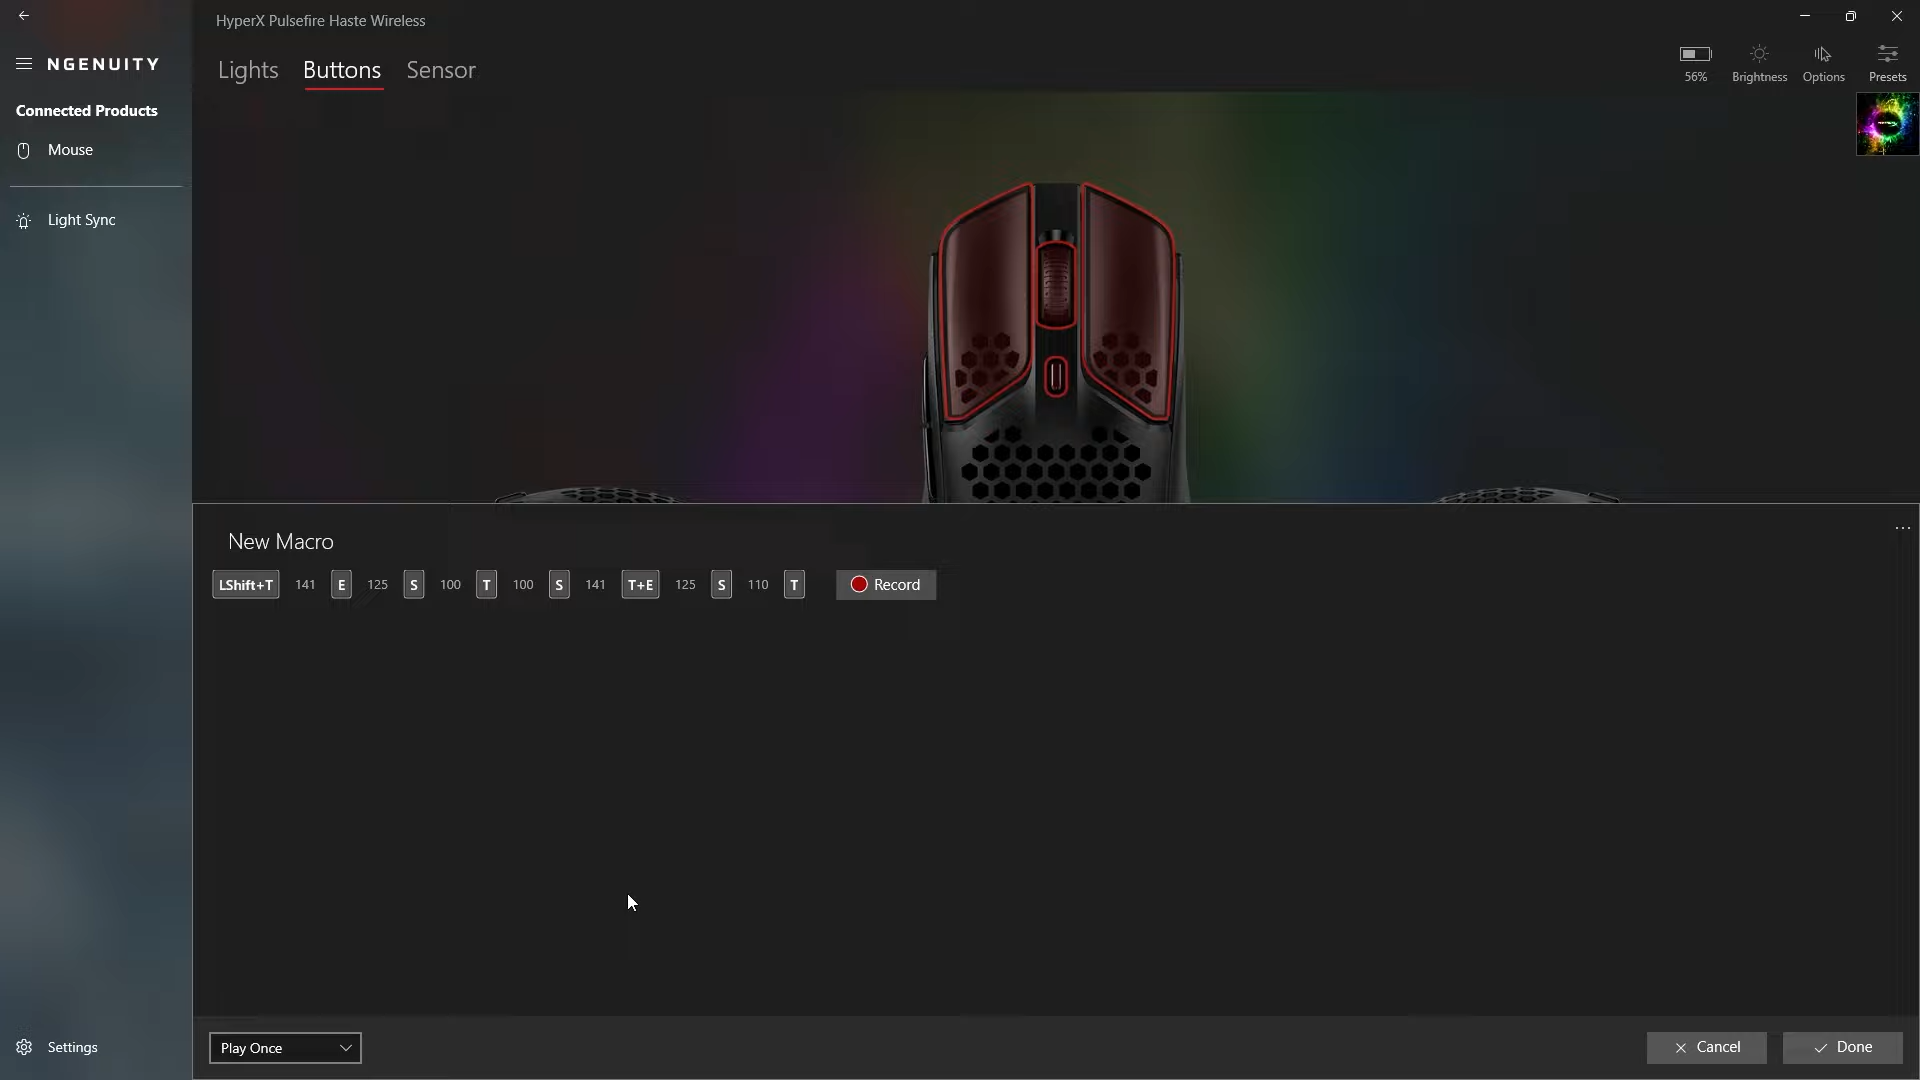 HyperX Pulsefire Haste Wireless
NGENUITY
Lights Buttons Sensor
56% Brightness Options Presets
Connected Products
Mouse
Light Sync
New Macro
LShift+T 141 E 125 S 100 T 100 S 141 T+E 125 S 110 T Record
Settings
Play Once
Cancel Done